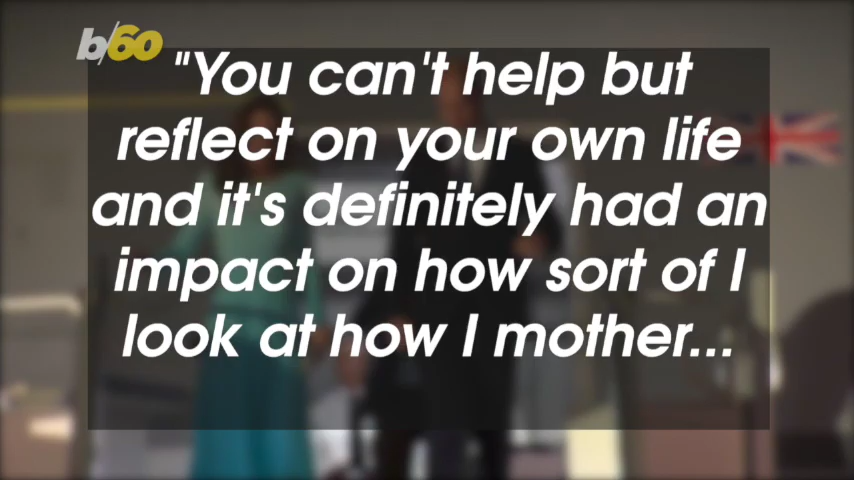 b/60
"You can't help but
reflect on your own life
and it's definitely had an
impact on how sort of I
look at how I mother...